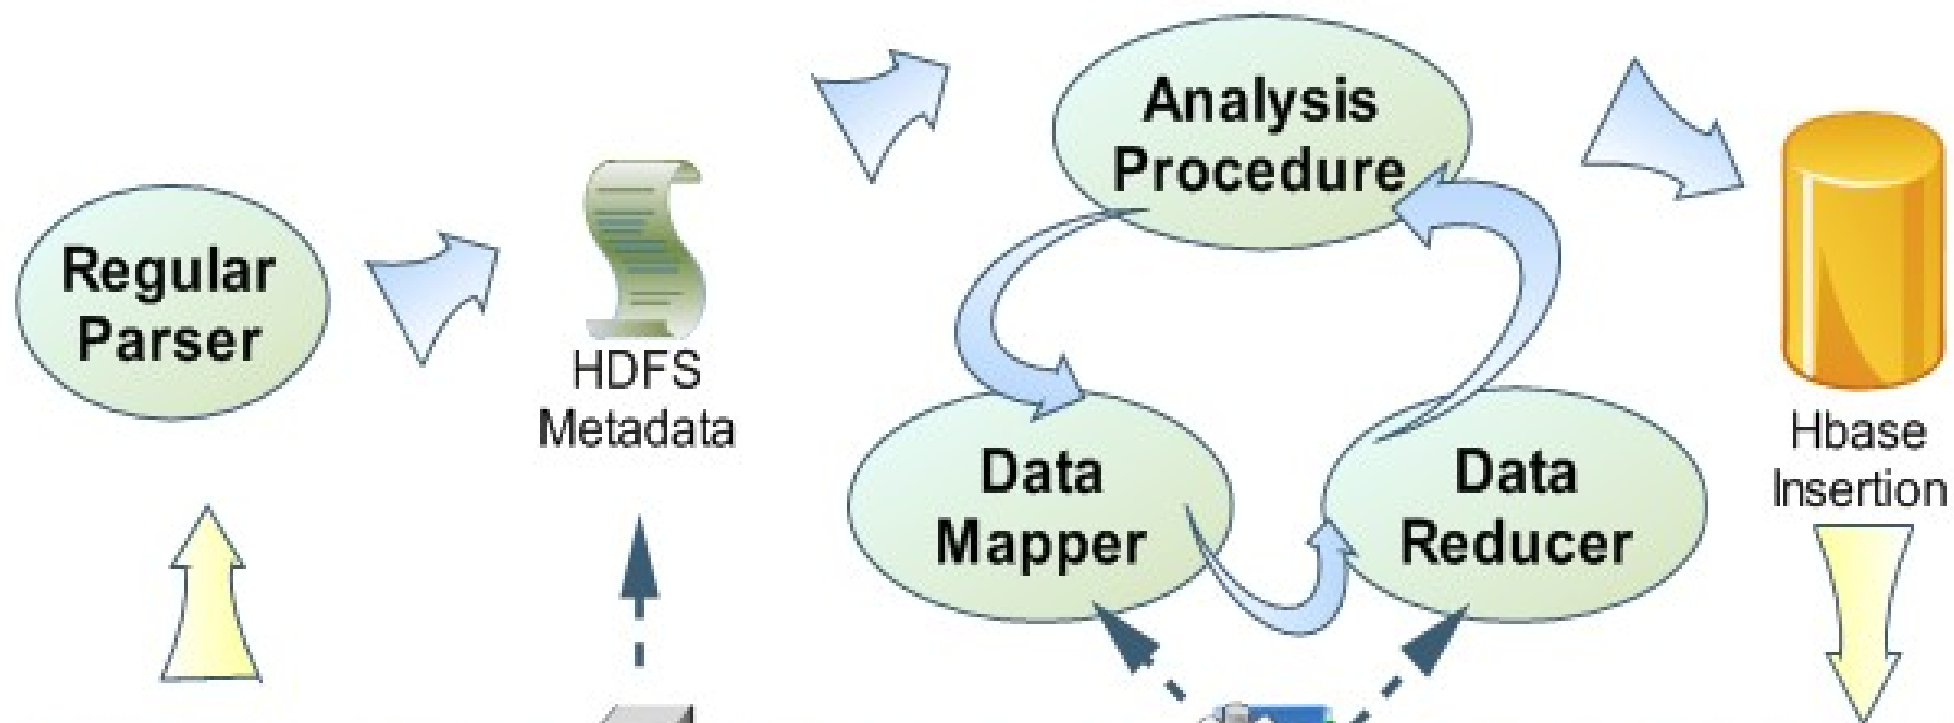 Analysis
Procedure
Regular
Parser
HDFS
Metadata
Data
Mapper
Data
Reducer
Hbase
Insertion